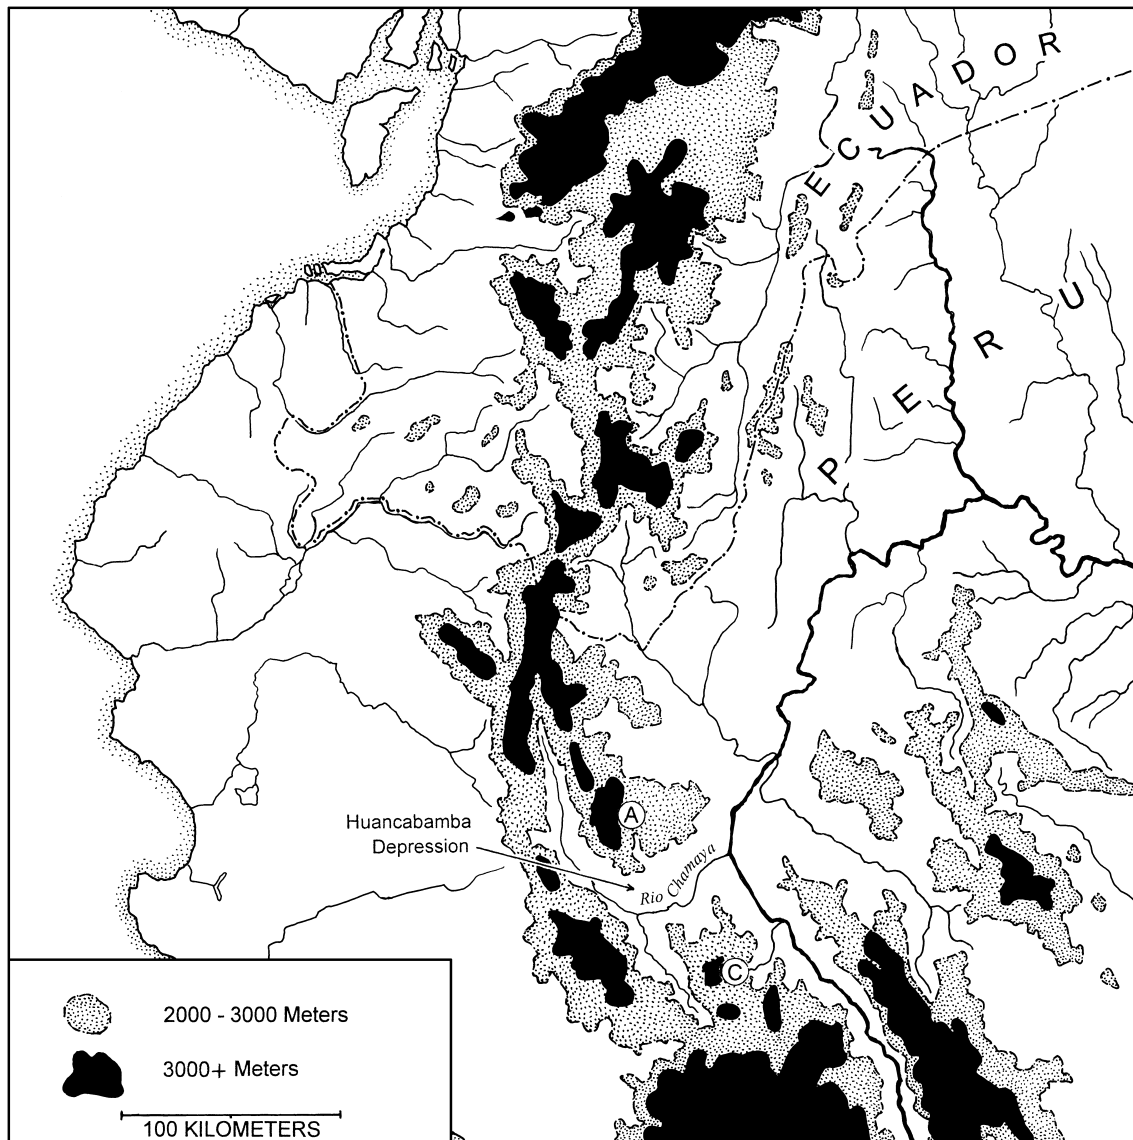 ECUADOR
PERU
Huancabamba
Depression
A
Rio Chamaya
C
2000 - 3000 Meters
3000+ Meters
100 KILOMETERS